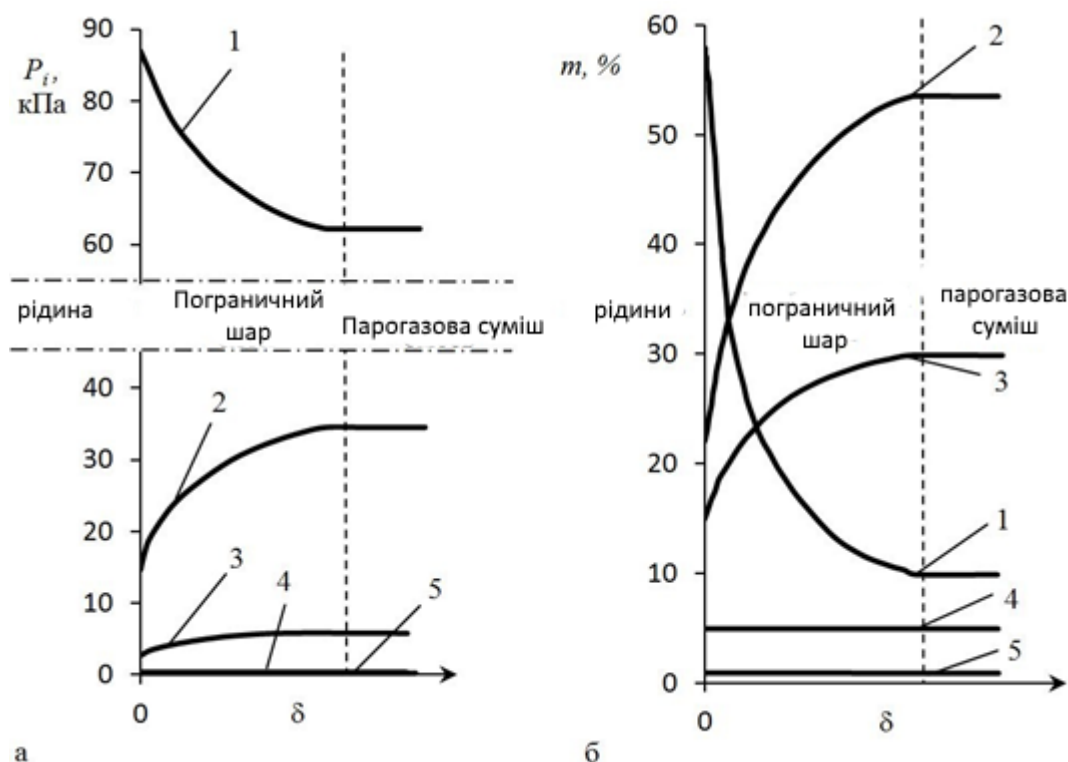 90
1
P_i,
кПа
80
70
60
рідина
Пограничний
шар
Парогазова суміш
40
2
30
20
3
4
5
10
0
0
δ
а
60
2
m, %
50
40
рідини
пограничний
шар
парогазова
суміш
30
3
20
1
10
4
5
0
0
δ
б